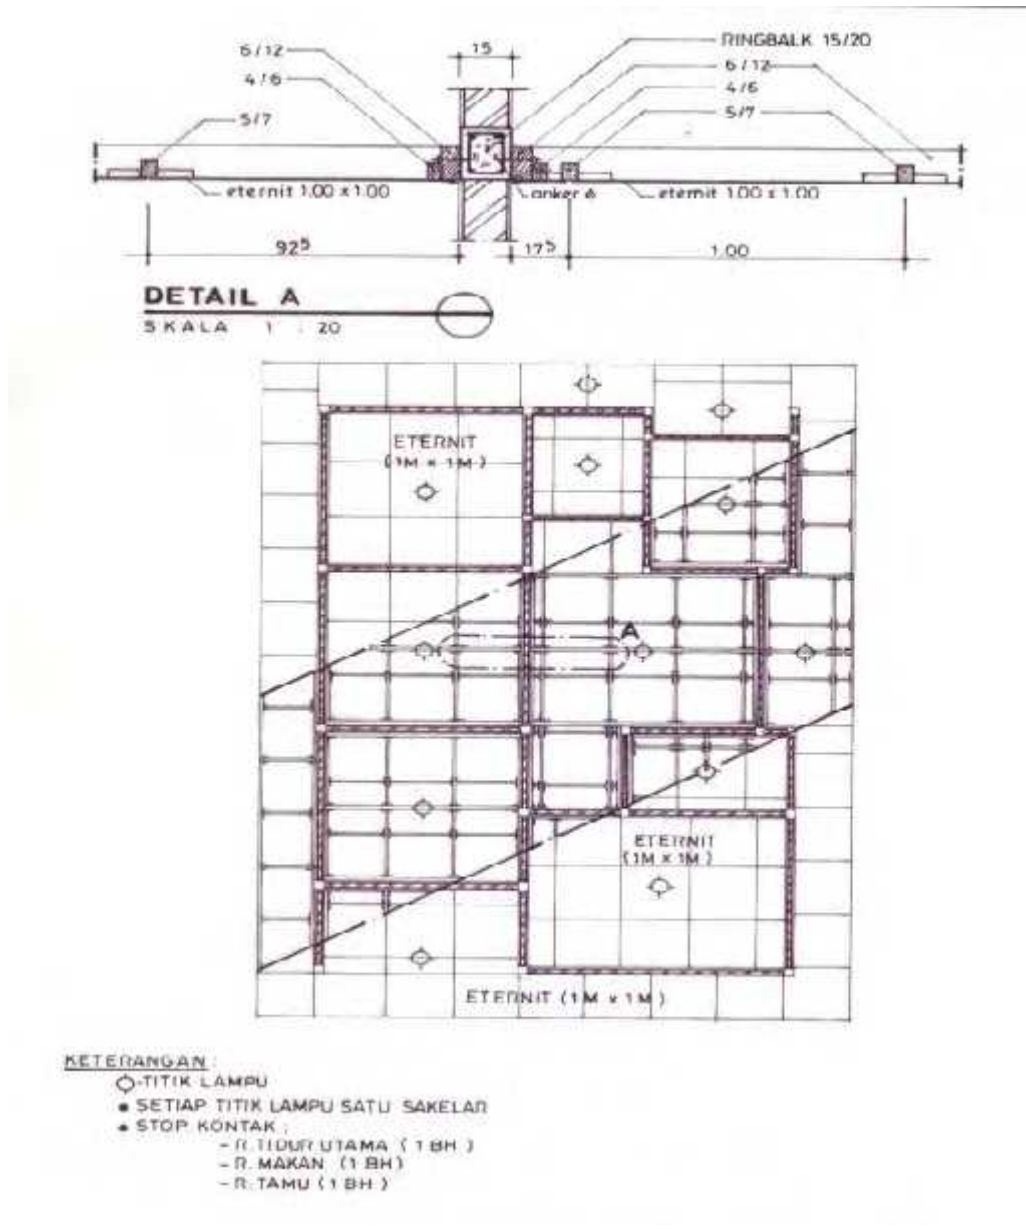 6/12
15
RINGBALK 15/20
4/6
6/12
4/6
5/7
5/7
eternit 1.00 x 1.00
anker 6
eternit 1.00 x 1.00
92⁵
17⁵
1.00
DETAIL A
SKALA 1 : 20
ETERNIT
(1M x 1M)
A
ETERNIT
(1M x 1M)
ETERNIT (1M x 1M)
KETERANGAN :
-TITIK LAMPU
• SETIAP TITIK LAMPU SATU SAKELAR
• STOP KONTAK :
- R. TIDUR UTAMA ( 1 BH )
- R. MAKAN (1 BH)
- R. TAMU ( 1 BH )